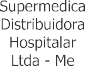 Supermedica
Distribuidora
Hospitalar
Ltda - Me